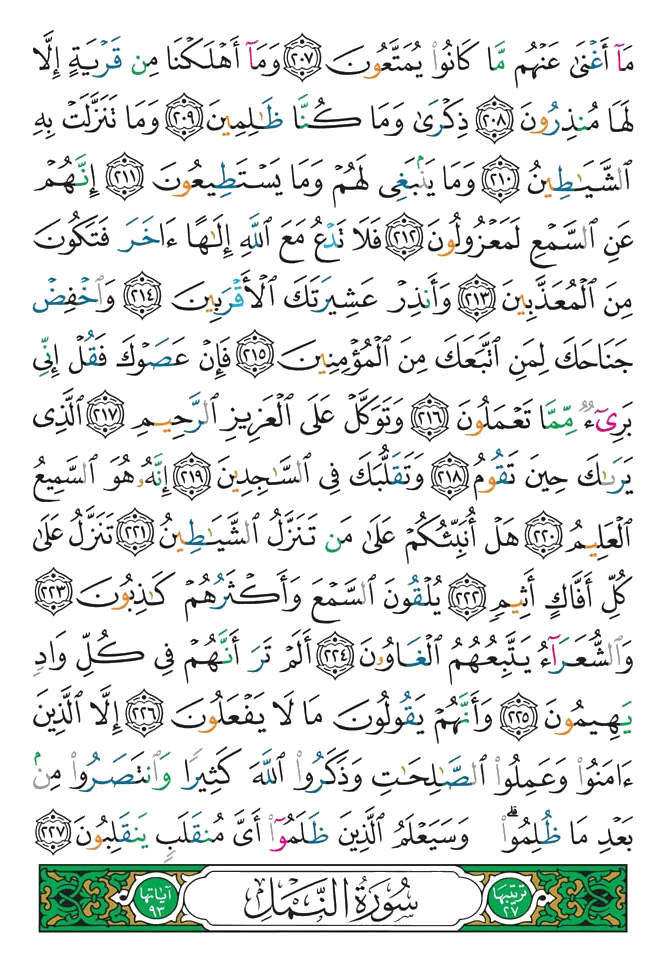 مَآ أَغْنَىٰ عَنْهُم مَّا كَانُوا۟ يُمَتَّعُونَ ٢٠٧ وَمَآ أَهْلَكْنَا مِن قَرْيَةٍ إِلَّا
لَهَا مُنذِرُونَ ٢٠٨ ذِكْرَىٰ وَمَا كُنَّا ظَـٰلِمِينَ ٢٠٩ وَمَا تَنَزَّلَتْ بِهِ
ٱلشَّيَـٰطِينُ ٢١٠ وَمَا يَنۢبَغِى لَهُمْ وَمَا يَسْتَطِيعُونَ ٢١١ إِنَّهُمْ
عَنِ ٱلسَّمْعِ لَمَعْزُولُونَ ٢١٢ فَلَا تَدْعُ مَعَ ٱللَّهِ إِلَـٰهًا ءَاخَرَ فَتَكُونَ
مِنَ ٱلْمُعَذَّبِينَ ٢١٣ وَأَنذِرْ عَشِيرَتَكَ ٱلْأَقْرَبِينَ ٢١٤ وَٱخْفِضْ
جَنَاحَكَ لِمَنِ ٱتَّبَعَكَ مِنَ ٱلْمُؤْمِنِينَ ٢١٥ فَإِنْ عَصَوْكَ فَقُلْ إِنِّى
بَرِىٓءٌ مِّمَّا تَعْمَلُونَ ٢١٦ وَتَوَكَّلْ عَلَى ٱلْعَزِيزِ ٱلرَّحِيمِ ٢١٧ ٱلَّذِى
يَرَىٰكَ حِينَ تَقُومُ ٢١٨ وَتَقَلُّبَكَ فِى ٱلسَّـٰجِدِينَ ٢١٩ إِنَّهُۥ هُوَ ٱلسَّمِيعُ
ٱلْعَلِيمُ ٢٢٠ هَلْ أُنَبِّئُكُمْ عَلَىٰ مَن تَنَزَّلُ ٱلشَّيَـٰطِينُ ٢٢١ تَنَزَّلُ عَلَىٰ
كُلِّ أَفَّاكٍ أَثِيمٍ ٢٢٢ يُلْقُونَ ٱلسَّمْعَ وَأَكْثَرُهُمْ كَـٰذِبُونَ ٢٢٣
وَٱلشُّعَرَآءُ يَتَّبِعُهُمُ ٱلْغَاوُۥنَ ٢٢٤ أَلَمْ تَرَ أَنَّهُمْ فِى كُلِّ وَادٍ
يَهِيمُونَ ٢٢٥ وَأَنَّهُمْ يَقُولُونَ مَا لَا يَفْعَلُونَ ٢٢٦ إِلَّا ٱلَّذِينَ
ءَامَنُوا۟ وَعَمِلُوا۟ ٱلصَّـٰلِحَـٰتِ وَذَكَرُوا۟ ٱللَّهَ كَثِيرًا وَٱنتَصَرُوا۟ مِنۢ
بَعْدِ مَا ظُلِمُوا۟ ۗ وَسَيَعْلَمُ ٱلَّذِينَ ظَلَمُوٓا۟ أَىَّ مُنقَلَبٍ يَنقَلِبُونَ ٢٢٧
ترتيبها ٢٧ سُورَةُ ٱلنَّمْلِ آياتها ٩٣